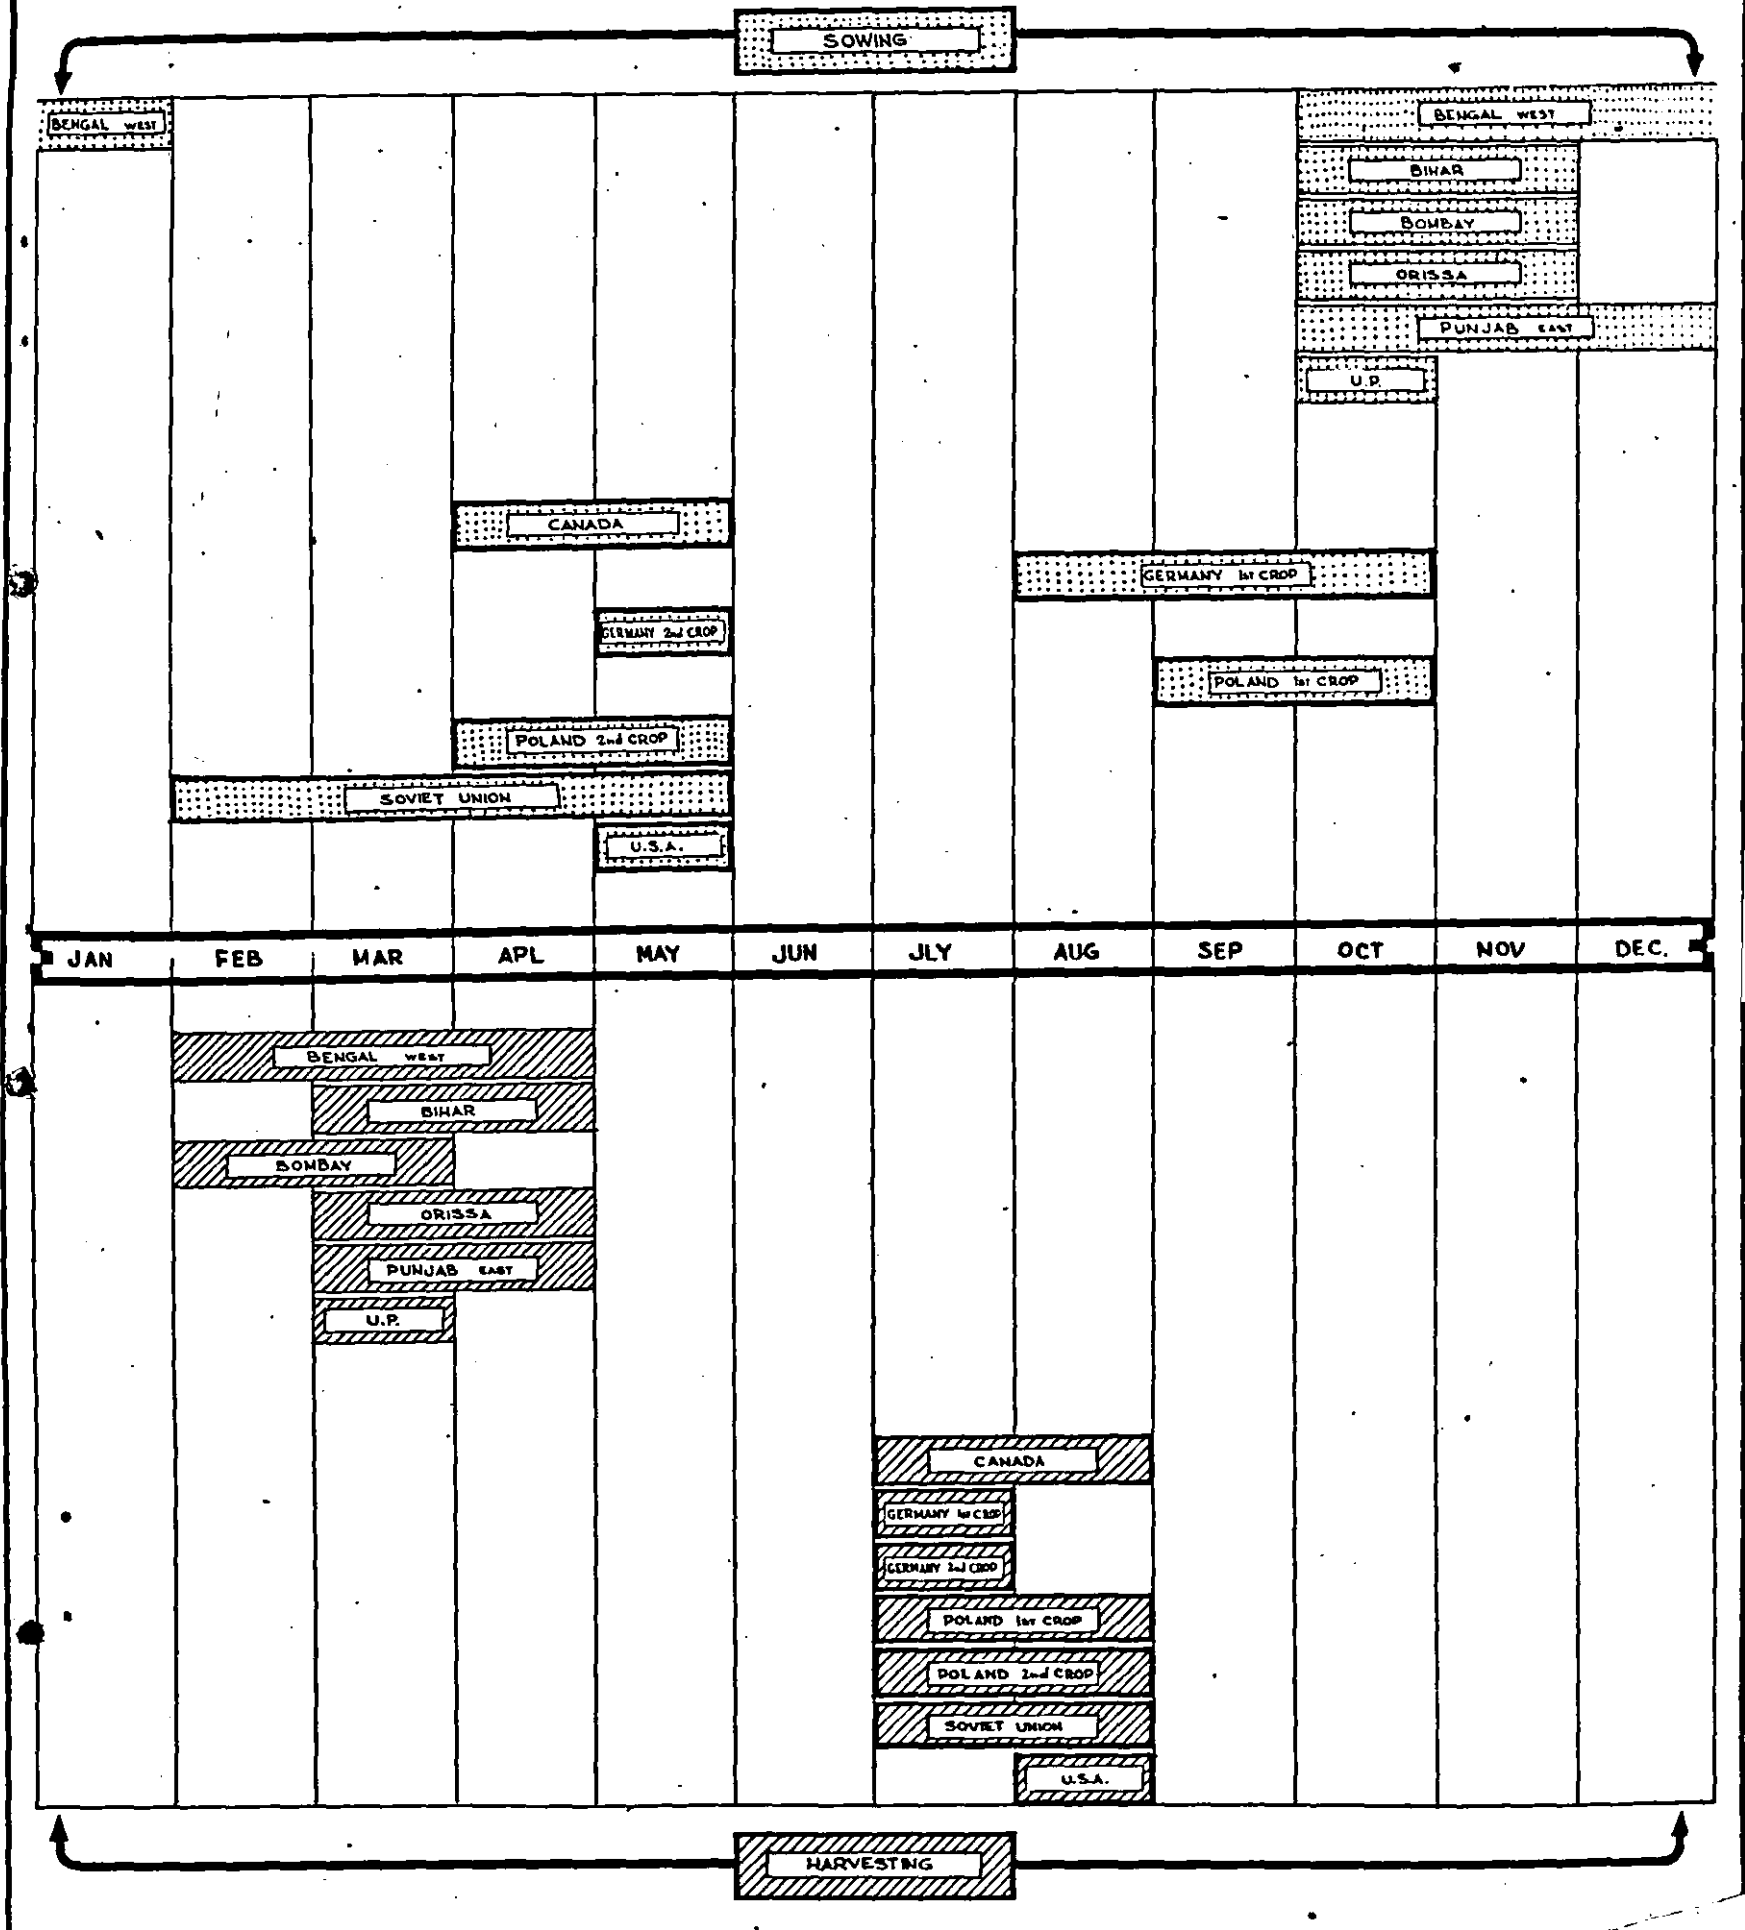 SOWING
BENGAL WEST
BENGAL WEST
BIHAR
BOMBAY
ORISSA
PUNJAB EAST
U.P.
CANADA
GERMANY 1st CROP
GERMANY 2nd CROP
POLAND 1st CROP
POLAND 2nd CROP
SOVIET UNION
U.S.A.
JAN FEB MAR APL MAY JUN JLY AUG SEP OCT NOV DEC.
BENGAL WEST
BIHAR
BOMBAY
ORISSA
PUNJAB EAST
U.P.
CANADA
GERMANY 1st CROP
GERMANY 2nd CROP
POLAND 1st CROP
POLAND 2nd CROP
SOVIET UNION
U.S.A.
HARVESTING